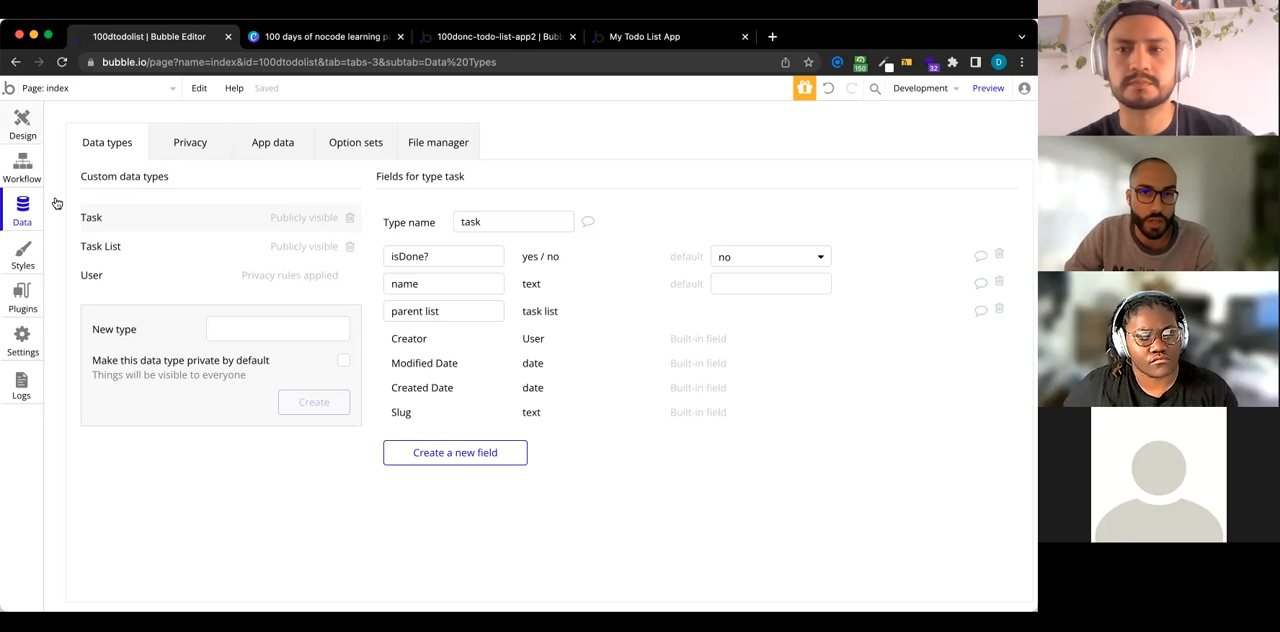 100dtodolist | Bubble Editor
100 days of nocode learning p
100donc-todo-list-app2 | Bub
My Todo List App
bubble.io/page?name=index&id=100dtodolist&tab=tabs-3&subtab=Data%20Types
150
32
D
b Page: index
Edit
Help
Saved
Development
Preview
Design
Workflow
Data
Styles
Plugins
Settings
Logs
Data types
Privacy
App data
Option sets
File manager
Custom data types
Task Publicly visible
Task List Publicly visible
User Privacy rules applied
New type
Make this data type private by default
Things will be visible to everyone
Create
Fields for type task
Type name task
isDone? yes / no default no
name text default
parent list task list
Creator User Built-in field
Modified Date date Built-in field
Created Date date Built-in field
Slug text Built-in field
Create a new field